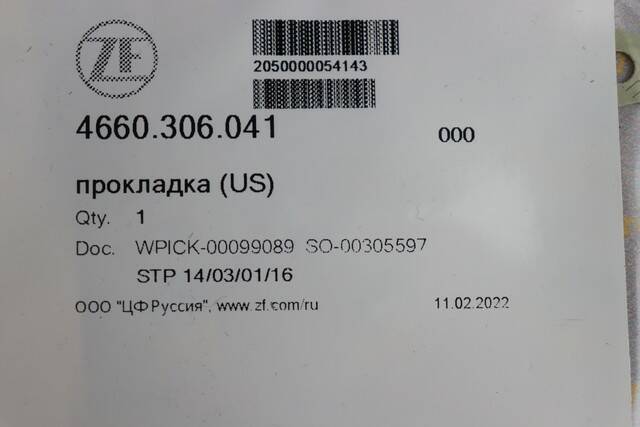 ZF
2050000054143
4660.306.041 000
прокладка (US)
Qty. 1
Doc. WPICK-00099089 SO-00305597
STP 14/03/01/16
ООО "ЦФ Руссия", www.zf.com/ru 11.02.2022